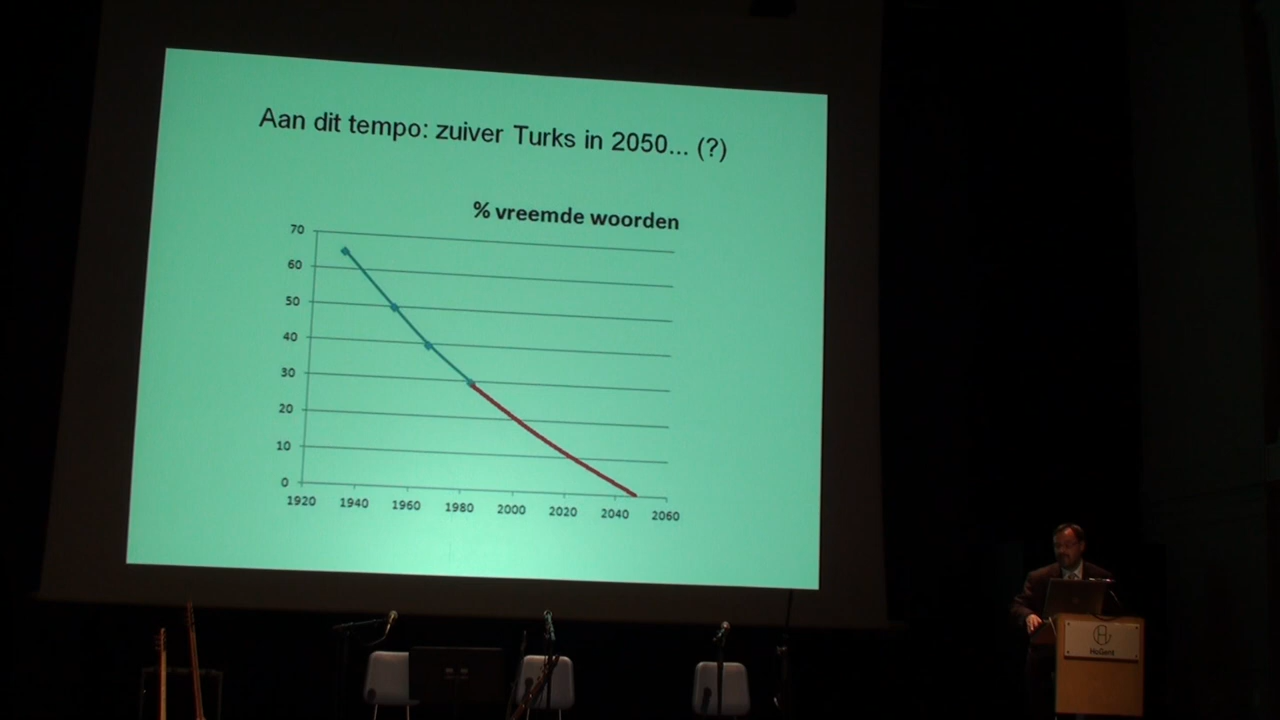 Aan dit tempo: zuiver Turks in 2050... (?)
% vreemde woorden
70
60
50
40
30
20
10
0
1920 1940 1960 1980 2000 2020 2040 2060
HoGent